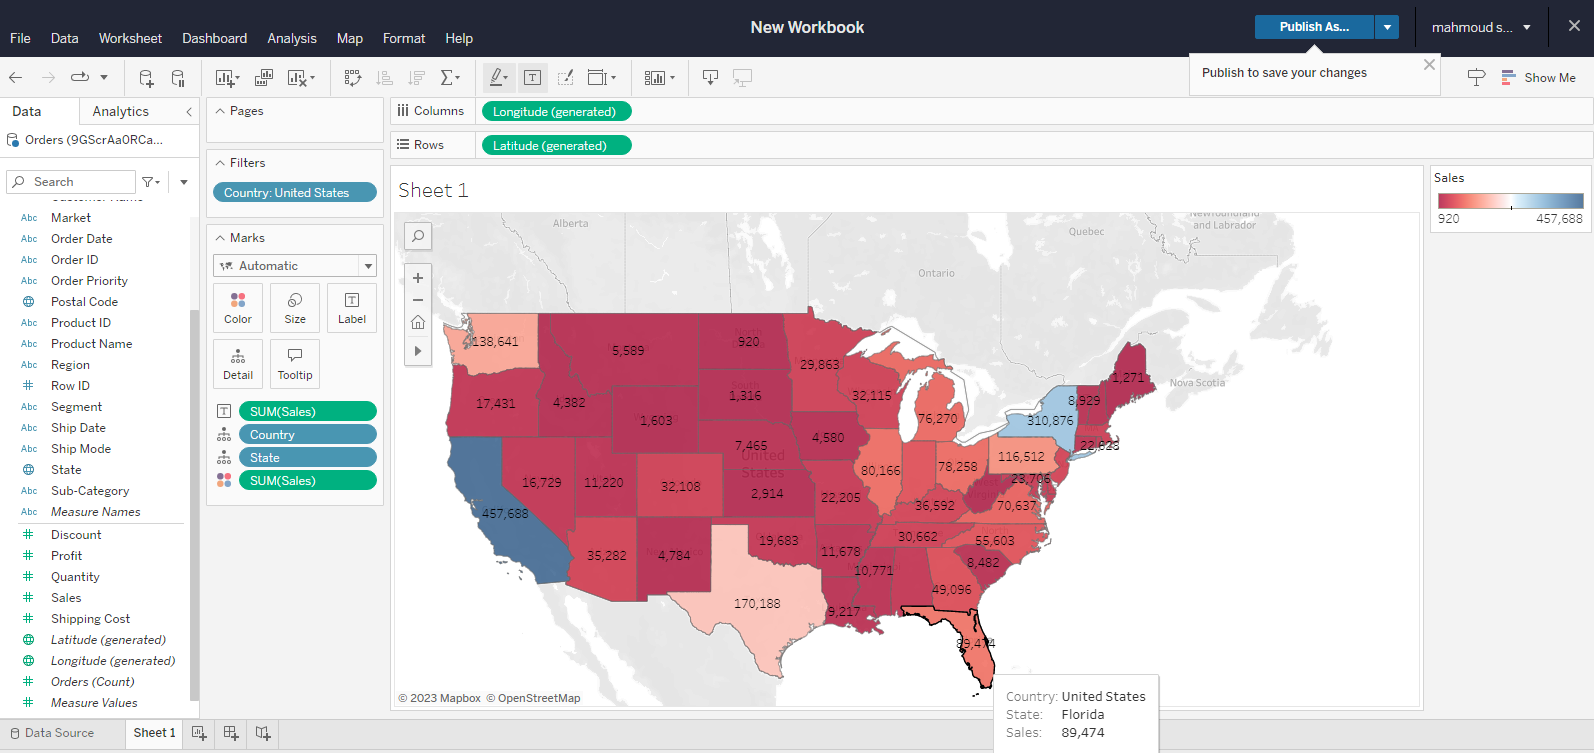 New Workbook
Publish As...
mahmoud s...
File Data Worksheet Dashboard Analysis Map Format Help
Publish to save your changes
Show Me
Data Analytics
Orders (9GScrAa0RCa...
Search
Customer Name
Abc Market
Abc Order Date
Abc Order ID
Abc Order Priority
Postal Code
Abc Product ID
Abc Product Name
Abc Region
# Row ID
Abc Segment
Abc Ship Date
Abc Ship Mode
State
Abc Sub-Category
Abc Measure Names
# Discount
# Profit
# Quantity
# Sales
# Shipping Cost
Latitude (generated)
Longitude (generated)
# Orders (Count)
# Measure Values
Pages
Filters
Country: United States
Marks
Automatic
Color Size Label
Detail Tooltip
SUM(Sales)
Country
State
SUM(Sales)
Columns Longitude (generated)
Rows Latitude (generated)
Sheet 1
Alberta
Ontario
Quebec
Newfoundland
and Labrador
Nova Scotia
138,641
5,589
North
920
29,863
32,115
76,270
1,271
8,929
310,876
17,431
4,382
1,603
South
1,316
4,580
7,465
United
States
22,828
116,512
80,166
78,258
23,706
West
Virginia
16,729
11,220
32,108
2,914
22,205
36,592
70,637
457,688
35,282
4,784
19,683
11,678
30,662
North
55,603
10,771
8,482
49,096
170,188
9,217
89,474
© 2023 Mapbox © OpenStreetMap
Country: United States
State: Florida
Sales: 89,474
Sales
920 457,688
Data Source Sheet 1